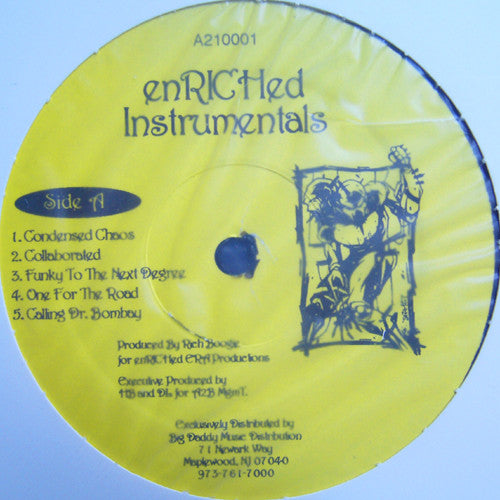 A210001
enRICHed
Instrumentals
Side A
1. Condensed Chaos
2. Collaborated
3. Funky To The Next Degree
4. One For The Road
5. Calling Dr. Bombay
Produced By Rich Boogie
for enRICHed ERA Productions
Executive Produced by
HB and DL for A2B Mgmt.
Exclusively Distributed by
Big Daddy Music Distribution
71 Newark Way
Maplewood, NJ 07040
973-761-7000